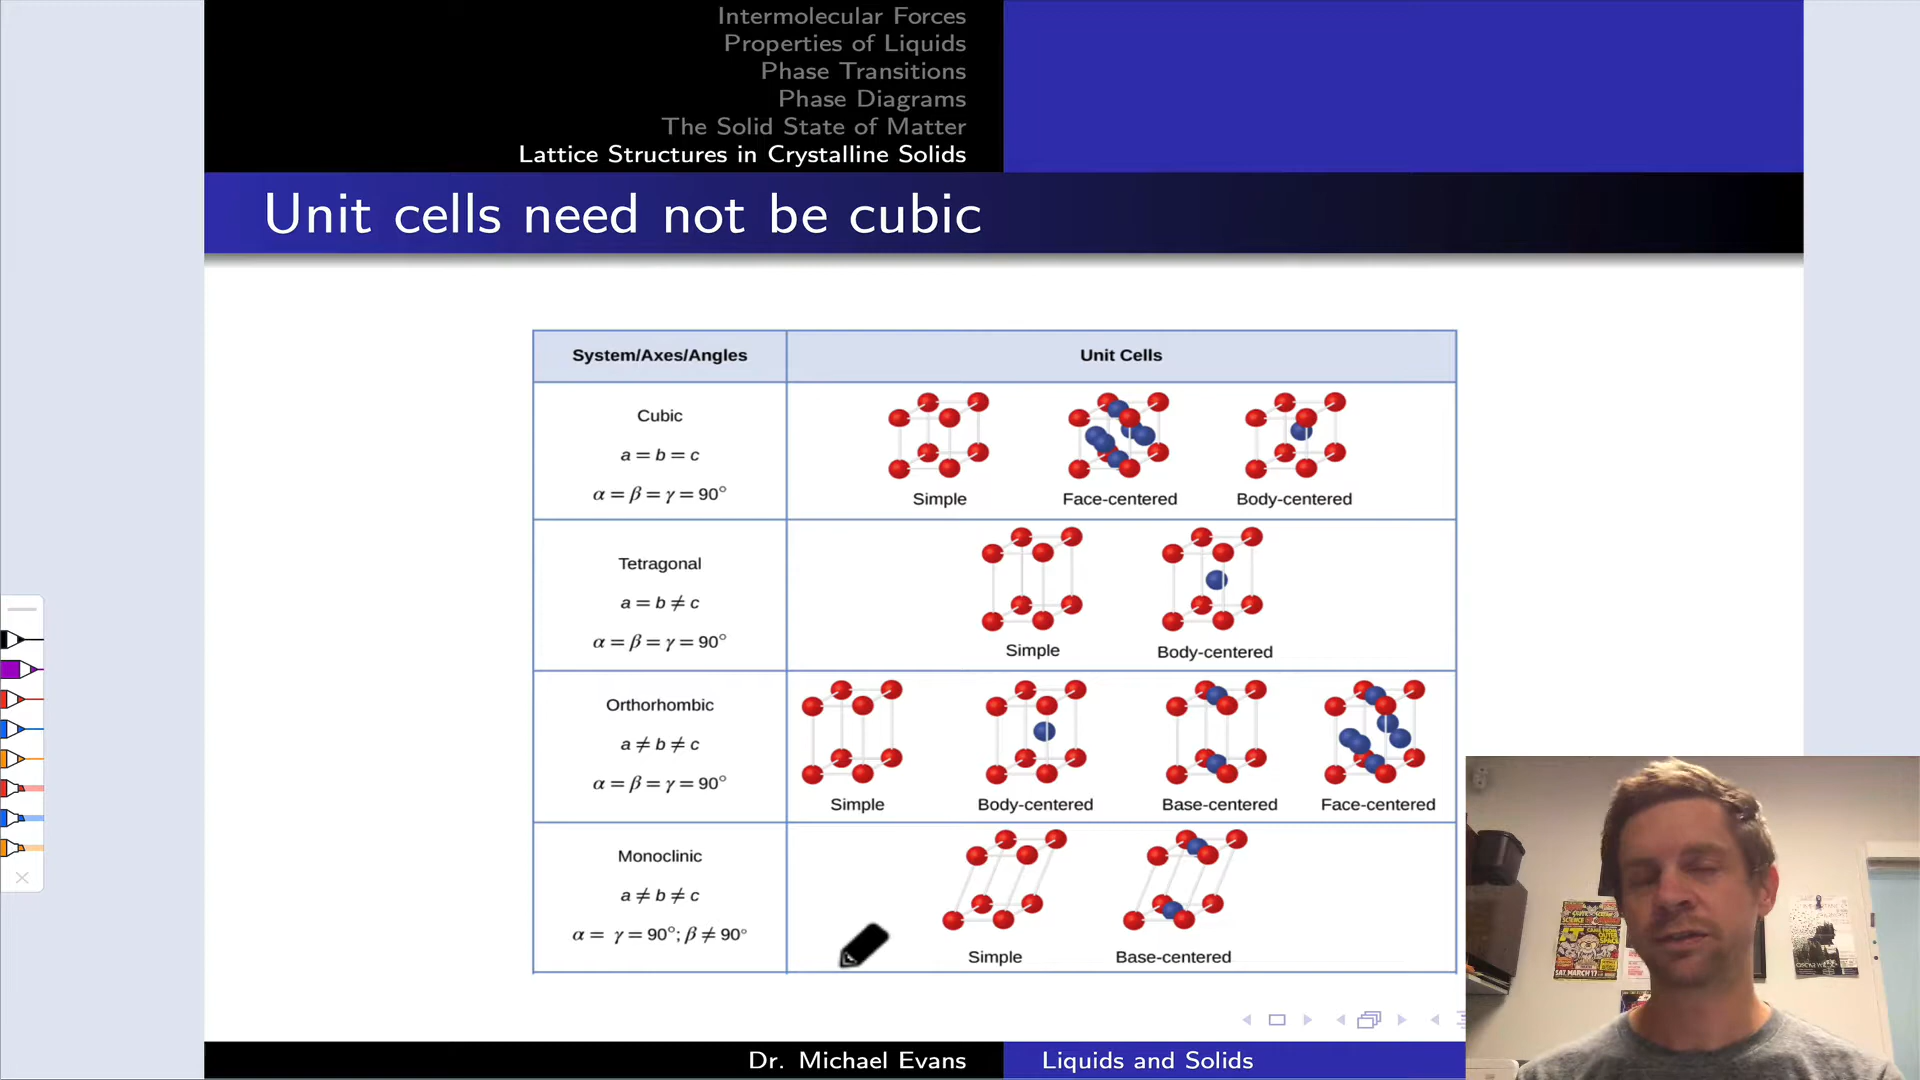 Intermolecular Forces
Properties of Liquids
Phase Transitions
Phase Diagrams
The Solid State of Matter
Lattice Structures in Crystalline Solids
Unit cells need not be cubic
System/Axes/Angles
Unit Cells
Cubic
a = b = c
α = β = γ = 90°
Simple
Face-centered
Body-centered
Tetragonal
a = b ≠ c
α = β = γ = 90°
Simple
Body-centered
Orthorhombic
a ≠ b ≠ c
α = β = γ = 90°
Simple
Body-centered
Base-centered
Face-centered
Monoclinic
a ≠ b ≠ c
α = γ = 90°; β ≠ 90°
Simple
Base-centered
SAT. MARCH 17
Dr. Michael Evans
Liquids and Solids